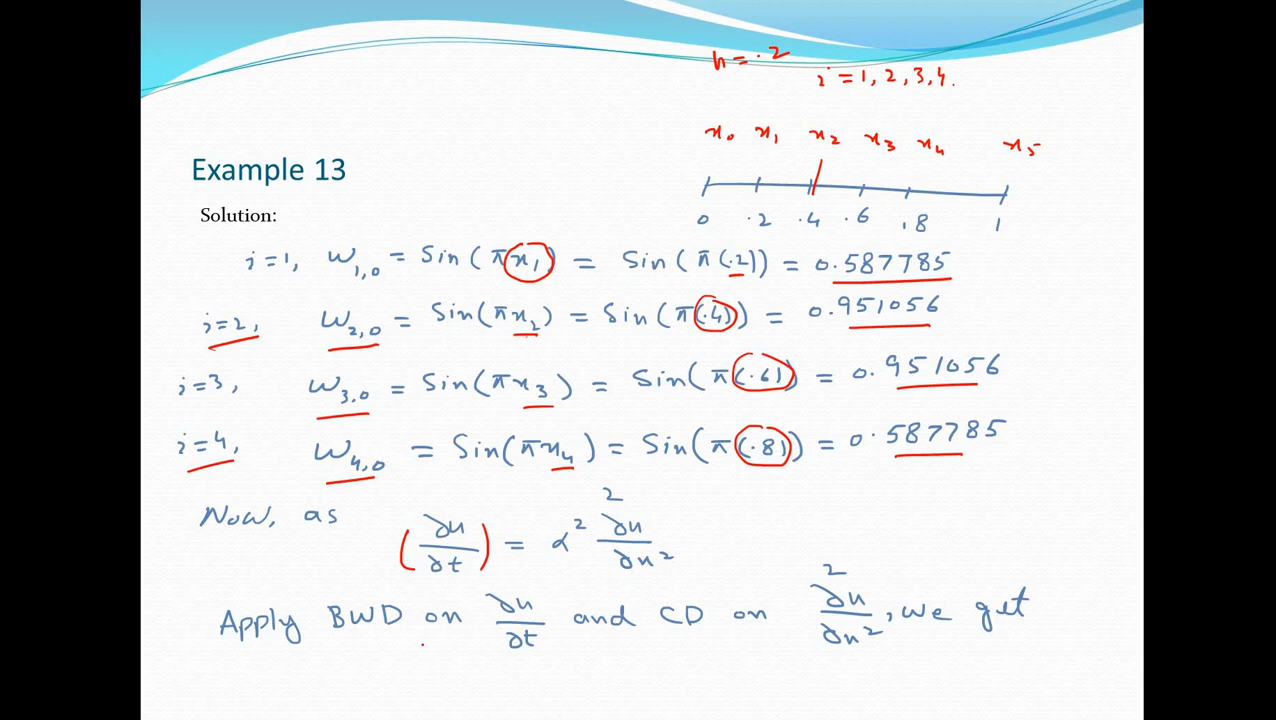 h = .2
i = 1, 2, 3, 4.
x₀ x₁ x₂ x₃ x₄ x₅
Example 13
0 .2 .4 .6 .8 1
Solution:
i=1, w₁,₀ = Sin(πx₁) = Sin(π(.2)) = 0.587785
i=2, w₂,₀ = Sin(πx₂) = Sin(π(.4)) = 0.951056
i=3, w₃,₀ = Sin(πx₃) = Sin(π(.6)) = 0.951056
i=4, w₄,₀ = Sin(πx₄) = Sin(π(.8)) = 0.587785
Now, as
(∂u/∂t) = α² ∂²u/∂x²
Apply BWD on ∂u/∂t and CD on ∂²u/∂x², we get